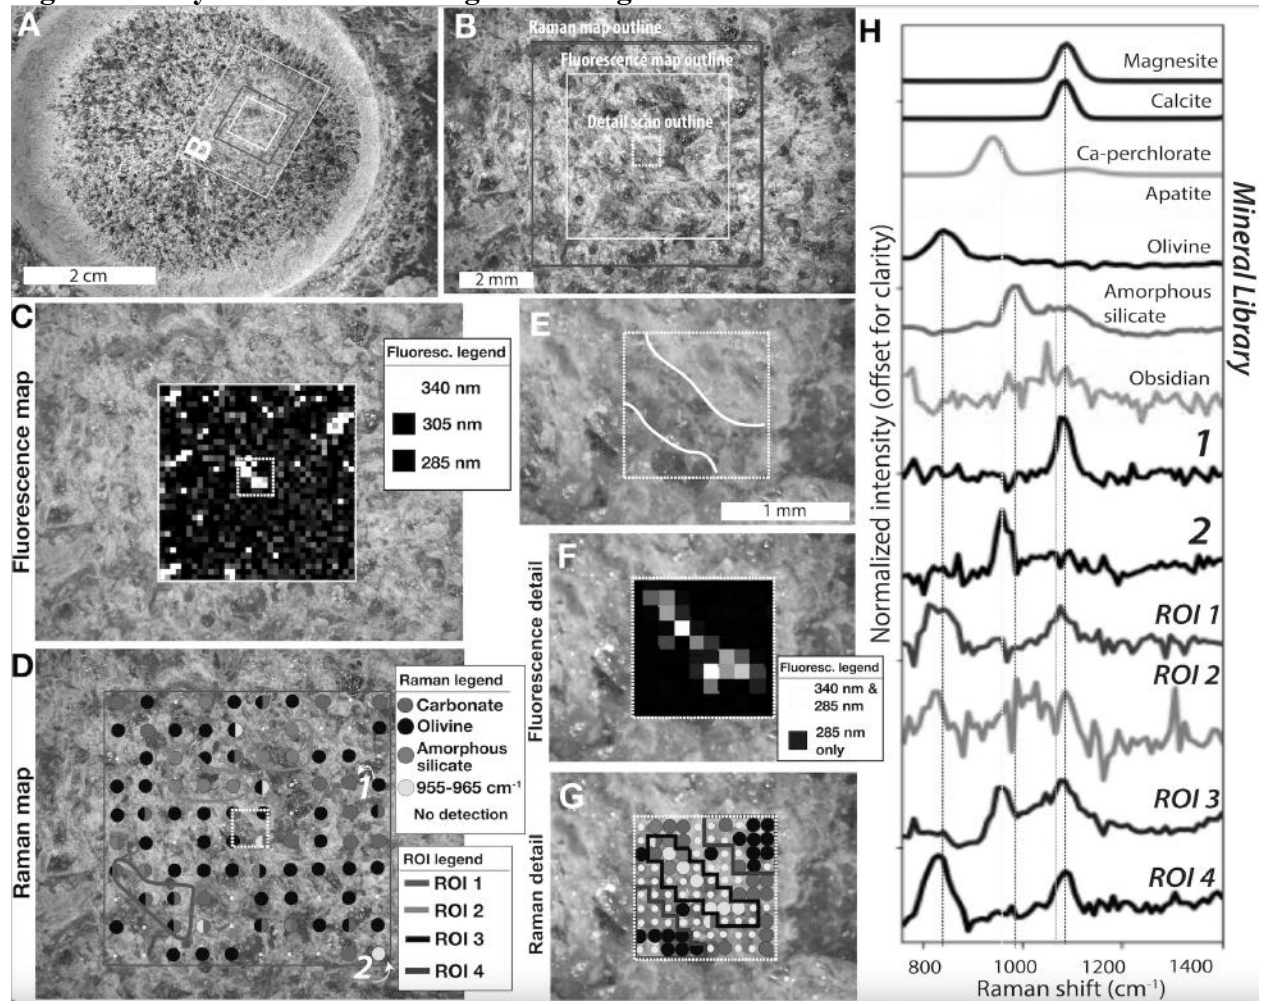 A
B
2 cm
B
Raman map outline
Fluorescence map outline
Detail scan outline
2 mm
C
Fluorescence map
Fluoresc. legend
340 nm
305 nm
285 nm
D
Raman map
1
2
Raman legend
Carbonate
Olivine
Amorphous
silicate
955-965 cm⁻¹
No detection
ROI legend
ROI 1
ROI 2
ROI 3
ROI 4
E
1 mm
F
Fluorescence detail
Fluoresc. legend
340 nm &
285 nm
285 nm
only
G
Raman detail
H
Normalized intensity (offset for clarity)
Magnesite
Calcite
Ca-perchlorate
Apatite
Olivine
Amorphous
silicate
Obsidian
Mineral Library
1
2
ROI 1
ROI 2
ROI 3
ROI 4
800 1000 1200 1400
Raman shift (cm⁻¹)